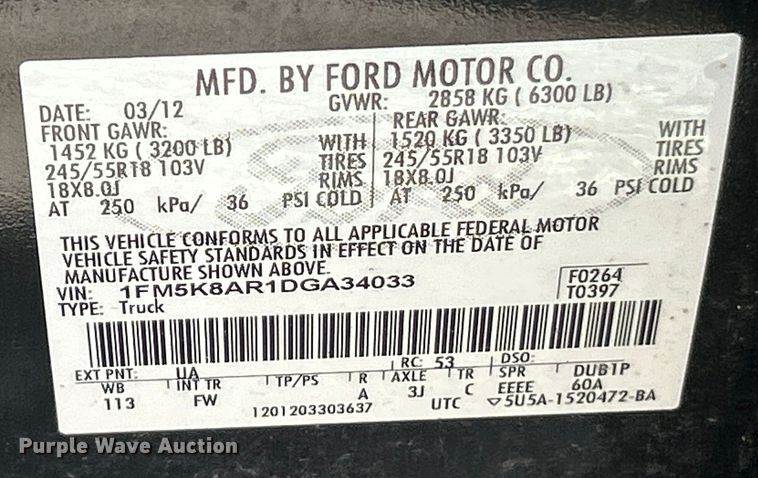 MFD. BY FORD MOTOR CO.
DATE: 03/12 GVWR: 2858 KG ( 6300 LB)
FRONT GAWR: REAR GAWR:
1452 KG ( 3200 LB) WITH 1520 KG ( 3350 LB) WITH
245/55R18 103V TIRES 245/55R18 103V TIRES
18X8.0J RIMS 18X8.0J RIMS
AT 250 kPa/ 36 PSI COLD AT 250 kPa/ 36 PSI COLD
THIS VEHICLE CONFORMS TO ALL APPLICABLE FEDERAL MOTOR
VEHICLE SAFETY STANDARDS IN EFFECT ON THE DATE OF
MANUFACTURE SHOWN ABOVE.
VIN: 1FM5K8AR1DGA34033 F0264
TYPE: Truck T0397
EXT PNT: UA RC: 53 DSO:
WB INT TR TP/PS R AXLE TR SPR DUB1P
113 FW A 3J C EEEE 60A
1201203303637 UTC ▽5U5A-1520472-BA
Purple Wave Auction